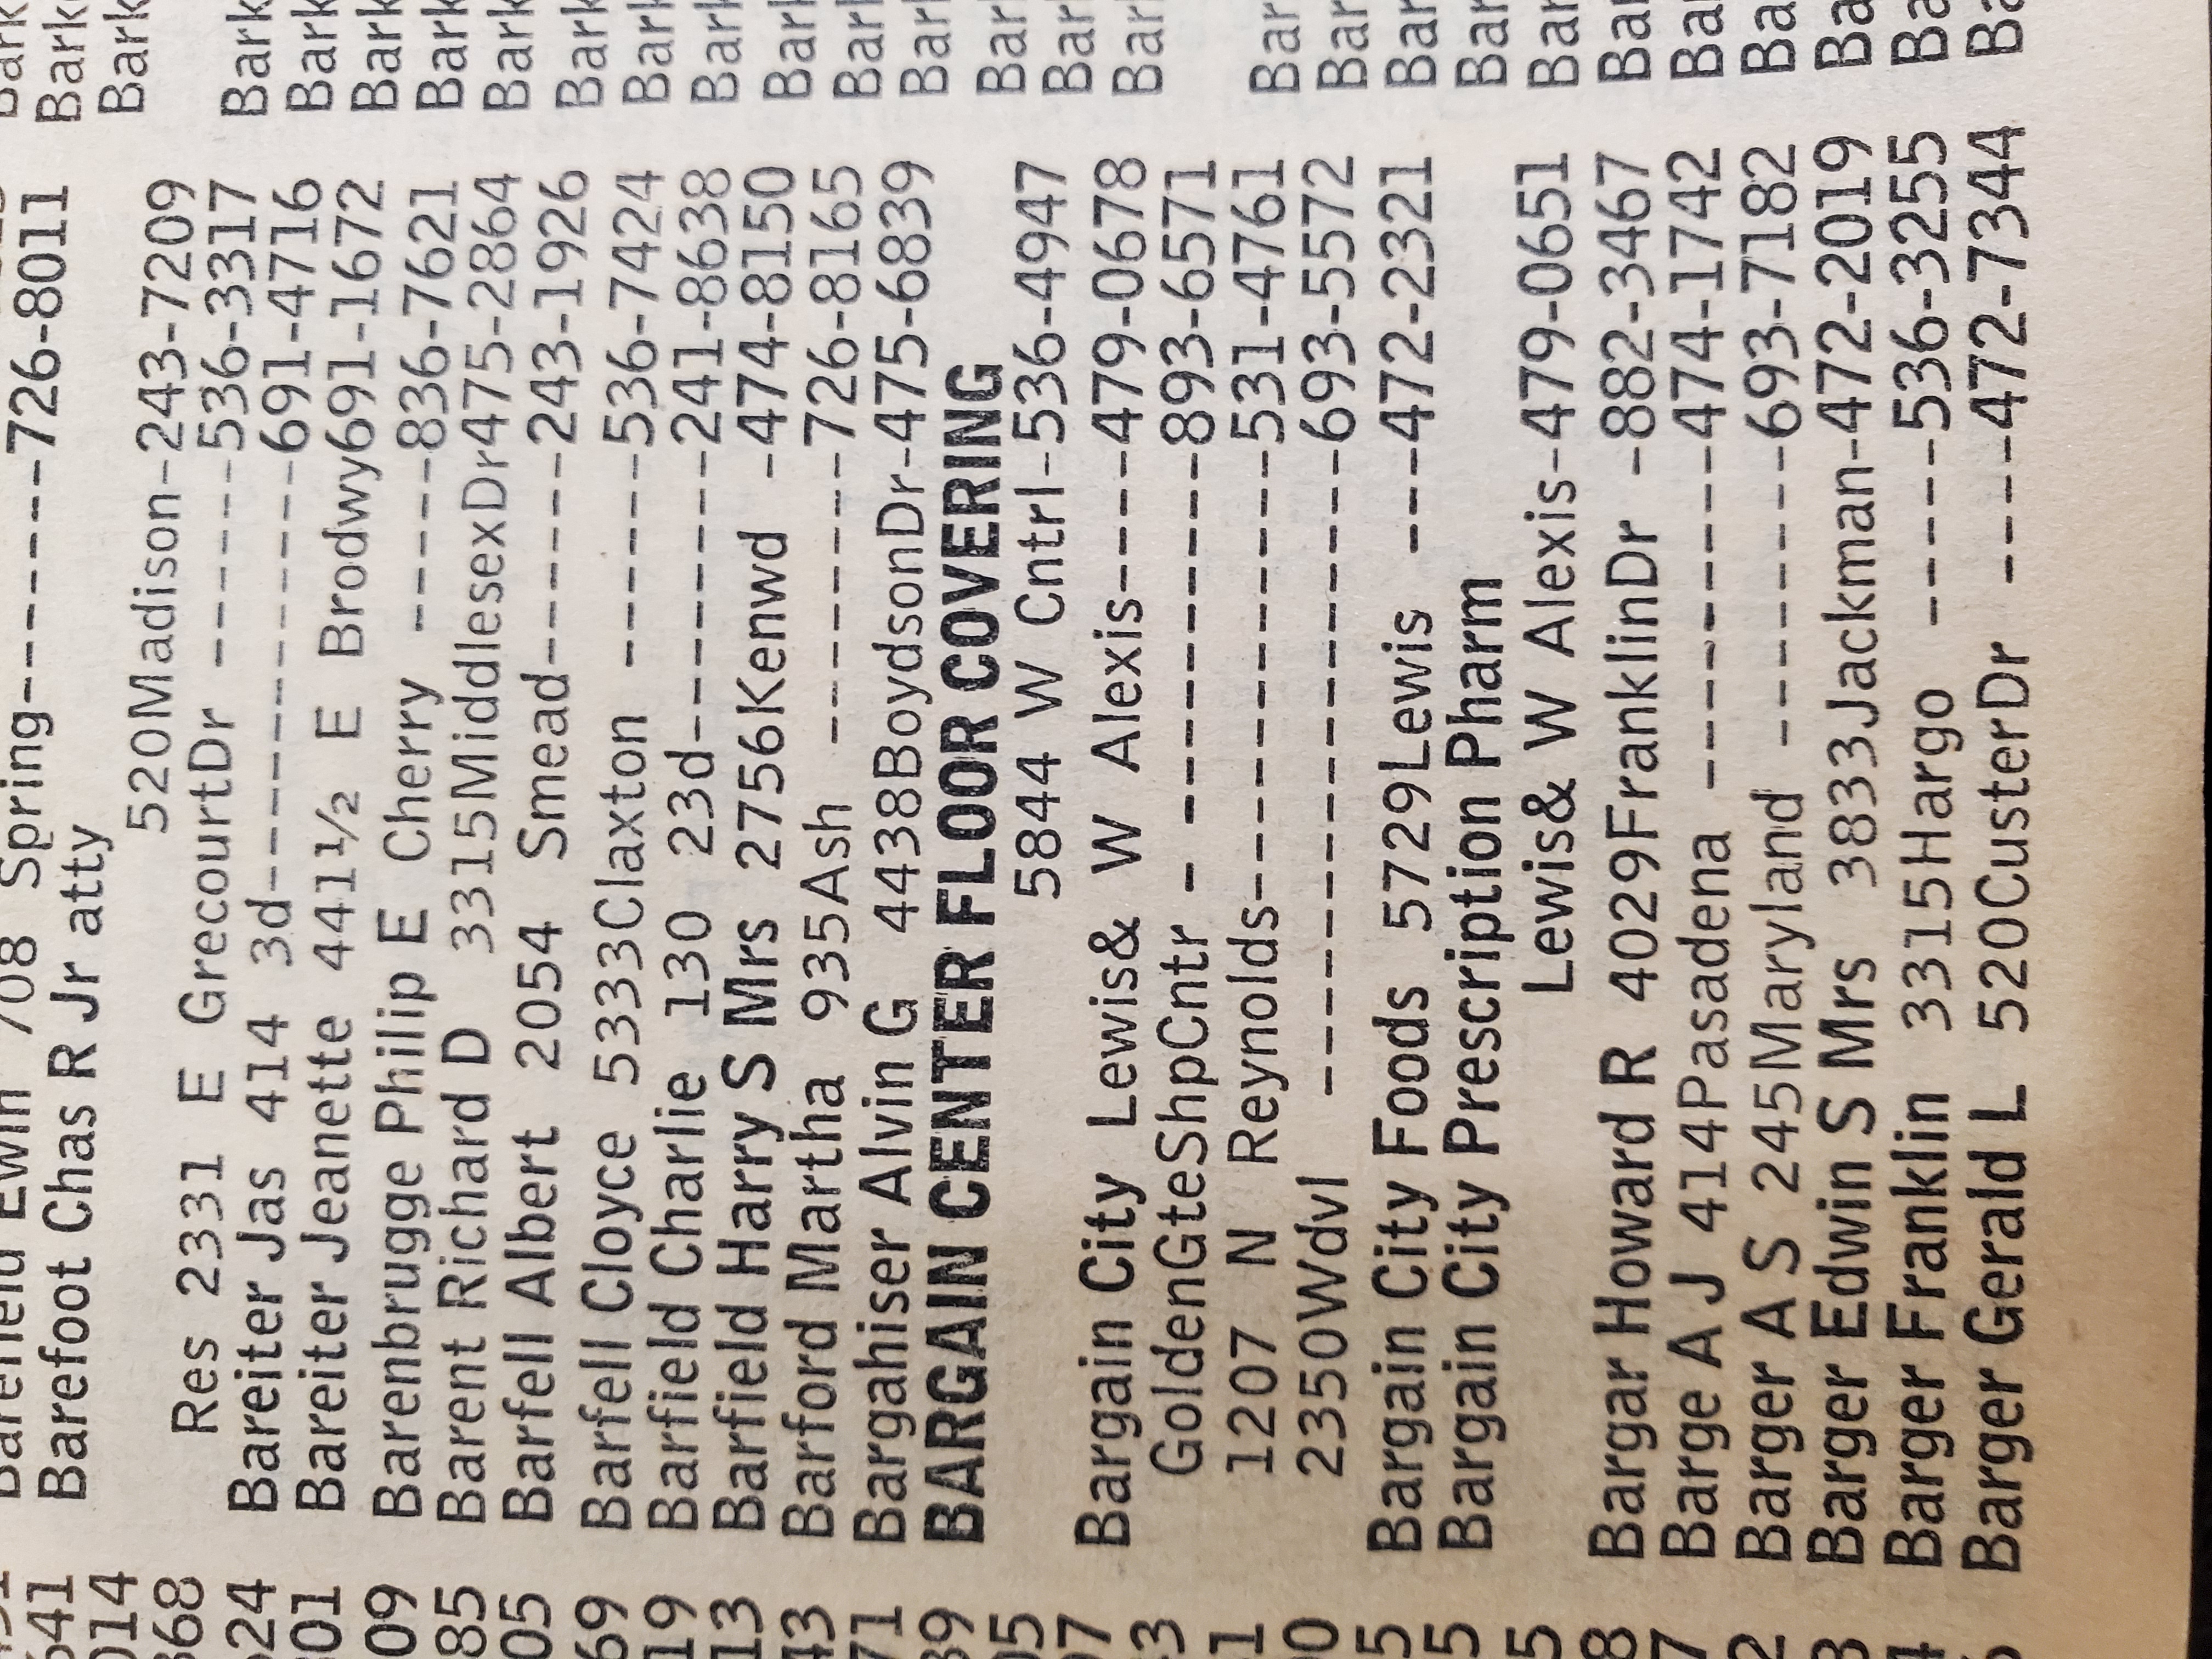 Barefield Ewin 708 Spring-------726-8011
Barefoot Chas R Jr atty
520Madison-243-7209
Res 2331 E GrecourtDr ------536-3317
Bareiter Jas 414 3d-----------691-4716
Bareiter Jeanette 441½ E Brodwy691-1672
Barenbrugge Philip E Cherry -----836-7621
Barent Richard D 3315MiddlesexDr475-2864
Barfell Albert 2054 Smead------243-1926
Barfell Cloyce 5333Claxton -----536-7424
Barfield Charlie 130 23d--------241-8638
Barfield Harry S Mrs 2756Kenwd -474-8150
Barford Martha 935Ash --------726-8165
Bargahiser Alvin G 4438BoydsonDr-475-6839
BARGAIN CENTER FLOOR COVERING
5844 W Cntrl-536-4947
Bargain City Lewis& W Alexis----479-0678
GoldenGteShpCntr - ----------893-6571
1207 N Reynolds------------531-4761
2350Wdvl ------------------693-5572
Bargain City Foods 5729Lewis ---472-2321
Bargain City Prescription Pharm
Lewis& W Alexis-479-0651
Bargar Howard R 4029FranklinDr -882-3467
Barge A J 414Pasadena ---------474-1742
Barger A S 245Maryland --------693-7182
Barger Edwin S Mrs 3833Jackman-472-2019
Barger Franklin 3315Hargo -----536-3255
Barger Gerald L 520CusterDr ----472-7344